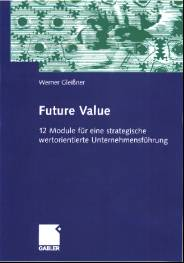 Werner Gleißner
Future Value
12 Module für eine strategische
wertorientierte Unternehmensführung
GABLER